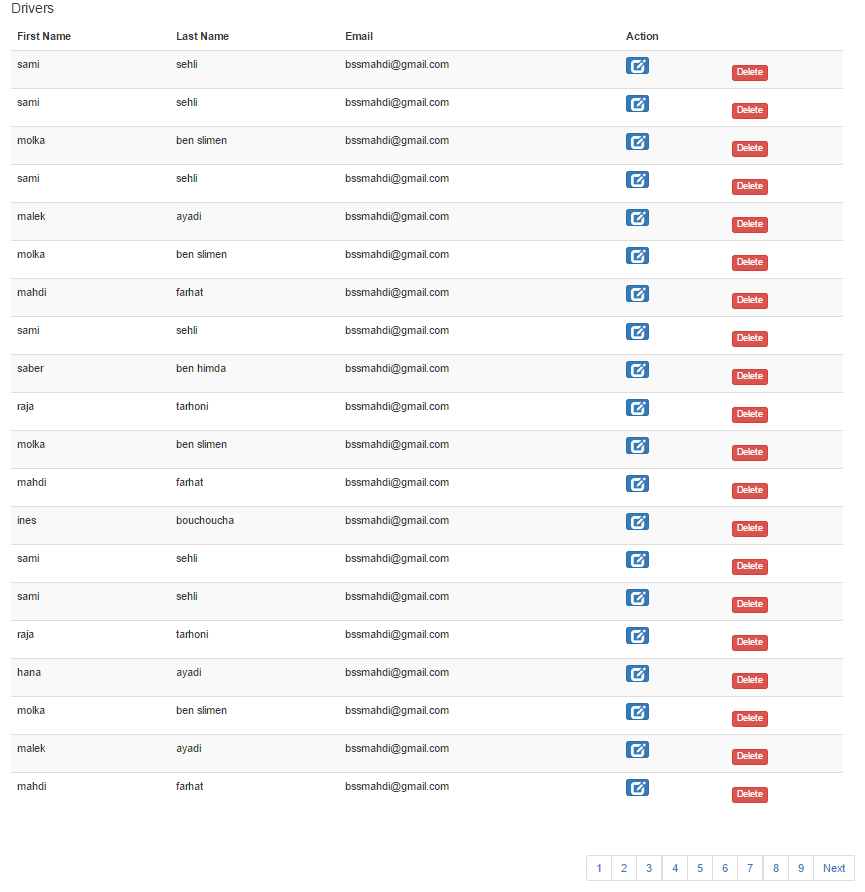 Drivers
First Name Last Name Email Action
sami sehli bssmahdi@gmail.com Delete
sami sehli bssmahdi@gmail.com Delete
molka ben slimen bssmahdi@gmail.com Delete
sami sehli bssmahdi@gmail.com Delete
malek ayadi bssmahdi@gmail.com Delete
molka ben slimen bssmahdi@gmail.com Delete
mahdi farhat bssmahdi@gmail.com Delete
sami sehli bssmahdi@gmail.com Delete
saber ben himda bssmahdi@gmail.com Delete
raja tarhoni bssmahdi@gmail.com Delete
molka ben slimen bssmahdi@gmail.com Delete
mahdi farhat bssmahdi@gmail.com Delete
ines bouchoucha bssmahdi@gmail.com Delete
sami sehli bssmahdi@gmail.com Delete
sami sehli bssmahdi@gmail.com Delete
raja tarhoni bssmahdi@gmail.com Delete
hana ayadi bssmahdi@gmail.com Delete
molka ben slimen bssmahdi@gmail.com Delete
malek ayadi bssmahdi@gmail.com Delete
mahdi farhat bssmahdi@gmail.com Delete
1 2 3 4 5 6 7 8 9 Next